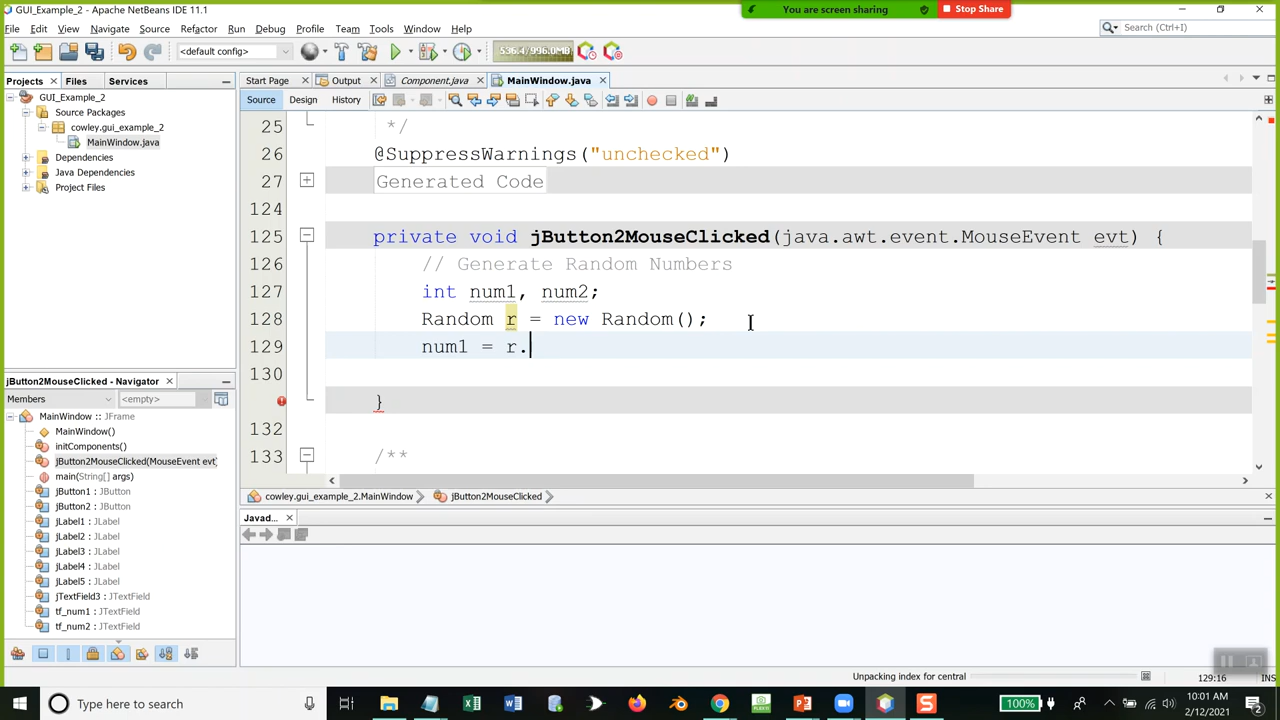 GUI_Example_2 - Apache NetBeans IDE 11.1
You are screen sharing
Stop Share
File Edit View Navigate Source Refactor Run Debug Profile Team Tools Window Help
Search (Ctrl+I)
<default config>
536.4/996.0MB
Projects Files Services
Start Page Output Component.java MainWindow.java
Source Design History
GUI_Example_2
Source Packages
cowley.gui_example_2
MainWindow.java
Dependencies
Java Dependencies
Project Files
25 */
26 @SuppressWarnings("unchecked")
27 Generated Code
124
125 private void jButton2MouseClicked(java.awt.event.MouseEvent evt) {
126 // Generate Random Numbers
127 int num1, num2;
128 Random r = new Random();
129 num1 = r.
130
}
132
133 /**
cowley.gui_example_2.MainWindow jButton2MouseClicked
jButton2MouseClicked - Navigator
Members <empty>
MainWindow :: JFrame
MainWindow()
initComponents()
jButton2MouseClicked(MouseEvent evt)
main(String[] args)
jButton1 : JButton
jButton2 : JButton
jLabel1 : JLabel
jLabel2 : JLabel
jLabel3 : JLabel
jLabel4 : JLabel
jLabel5 : JLabel
jTextField3 : JTextField
tf_num1 : JTextField
tf_num2 : JTextField
Javad...
Unpacking index for central
129:16 INS
Type here to search
100%
10:01 AM
2/12/2021